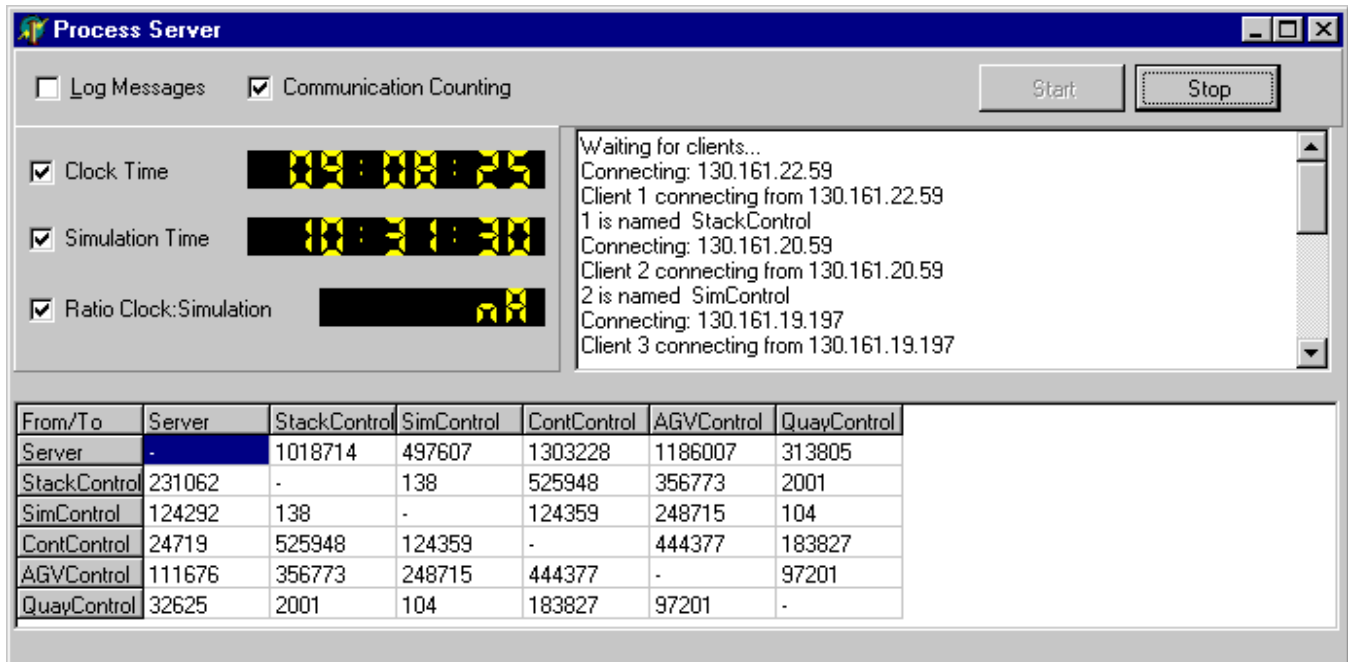 Process Server
Log Messages
Communication Counting
Start
Stop
Clock Time 09:08:25
Simulation Time 10:31:30
Ratio Clock:Simulation
Waiting for clients...
Connecting: 130.161.22.59
Client 1 connecting from 130.161.22.59
1 is named StackControl
Connecting: 130.161.20.59
Client 2 connecting from 130.161.20.59
2 is named SimControl
Connecting: 130.161.19.197
Client 3 connecting from 130.161.19.197
From/To Server StackControl SimControl ContControl AGVControl QuayControl
Server - 1018714 497607 1303228 1186007 313805
StackControl 231062 - 138 525948 356773 2001
SimControl 124292 138 - 124359 248715 104
ContControl 24719 525948 124359 - 444377 183827
AGVControl 111676 356773 248715 444377 - 97201
QuayControl 32625 2001 104 183827 97201 -